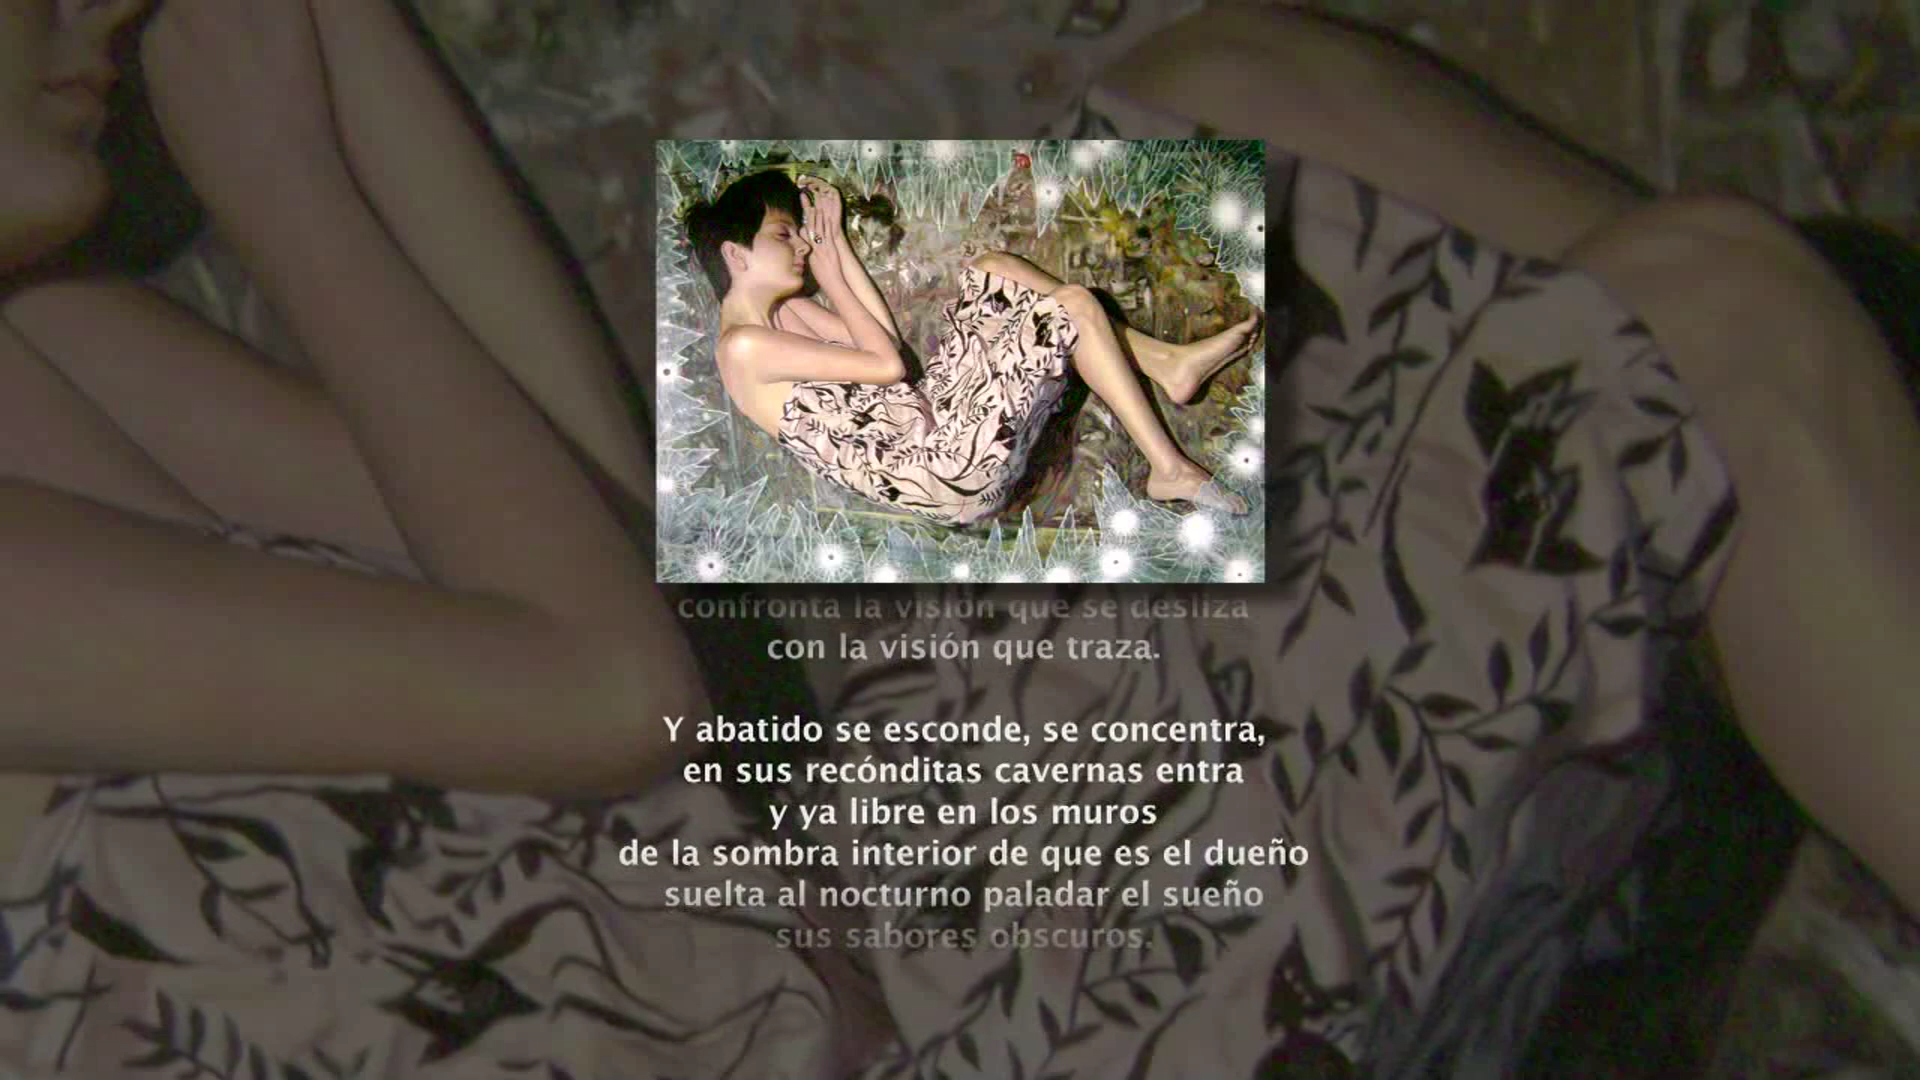 confronta la visión que se desliza
con la visión que traza.
Y abatido se esconde, se concentra,
en sus recónditas cavernas entra
y ya libre en los muros
de la sombra interior de que es el dueño
suelta al nocturno paladar el sueño
sus sabores obscuros.